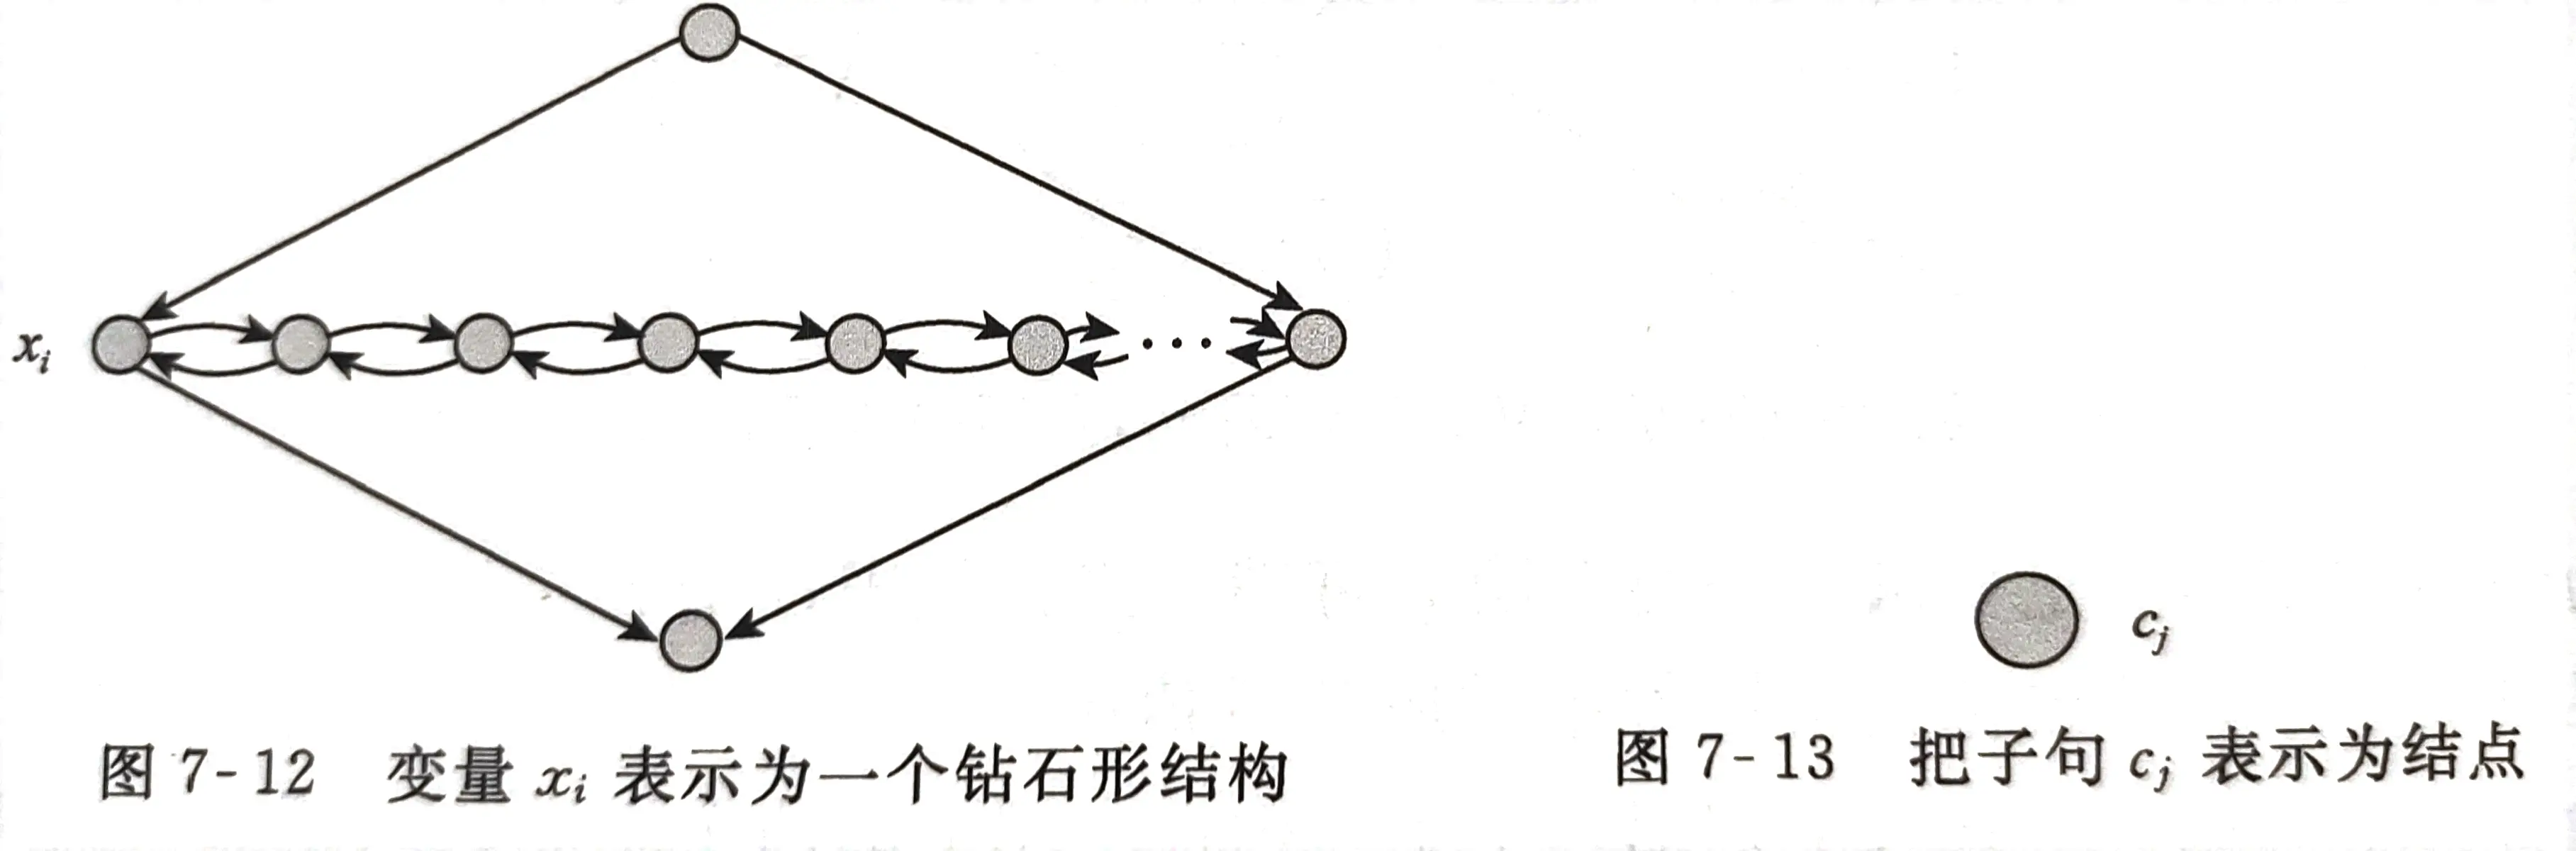 x_i
···
c_j
图 7-12 变量 x_i 表示为一个钻石形结构
图 7-13 把子句 c_j 表示为结点